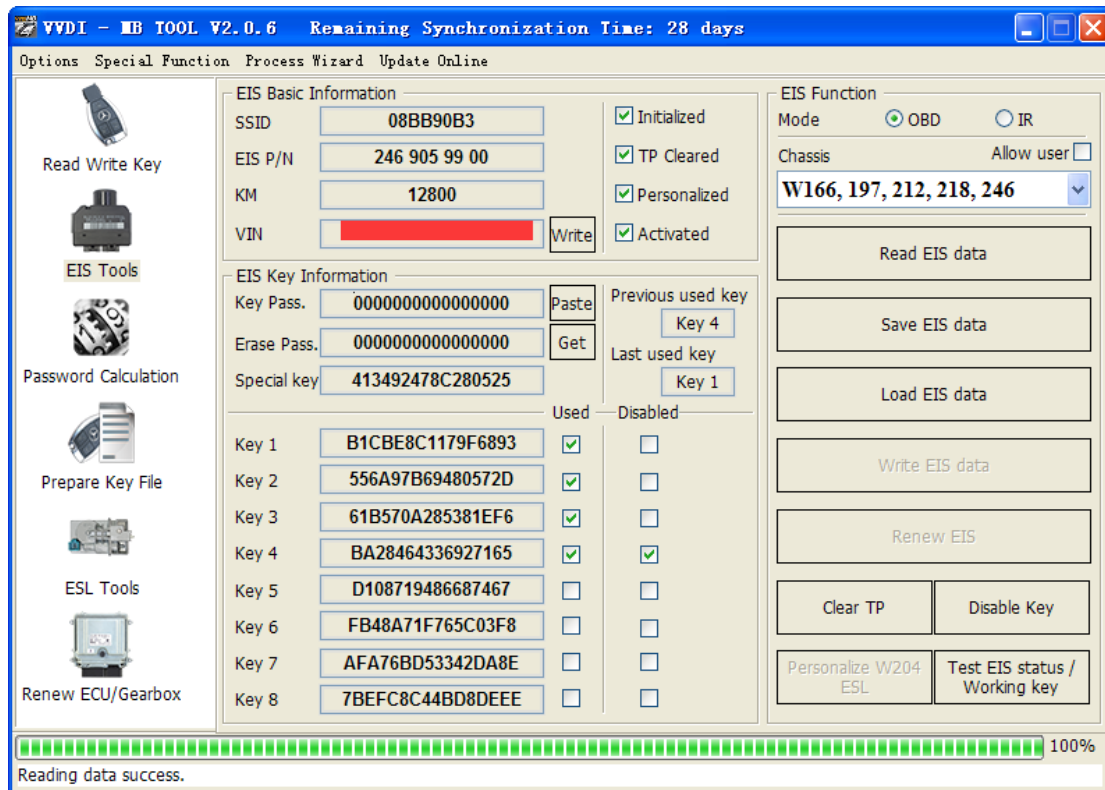 VVDI - MB TOOL V2.0.6 Remaining Synchronization Time: 28 days
Options Special Function Process Wizard Update Online
Read Write Key
EIS Tools
Password Calculation
Prepare Key File
ESL Tools
Renew ECU/Gearbox
EIS Basic Information
SSID 08BB90B3
EIS P/N 246 905 99 00
KM 12800
VIN Write
Initialized
TP Cleared
Personalized
Activated
EIS Key Information
Key Pass. 0000000000000000 Paste
Erase Pass. 0000000000000000 Get
Special key 413492478C280525
Previous used key
Key 4
Last used key
Key 1
Used Disabled
Key 1 B1CBE8C1179F6893
Key 2 556A97B69480572D
Key 3 61B570A285381EF6
Key 4 BA28464336927165
Key 5 D108719486687467
Key 6 FB48A71F765C03F8
Key 7 AFA76BD53342DA8E
Key 8 7BEFC8C44BD8DEEE
EIS Function
Mode OBD IR
Chassis Allow user
W166, 197, 212, 218, 246
Read EIS data
Save EIS data
Load EIS data
Write EIS data
Renew EIS
Clear TP Disable Key
Personalize W204
ESL
Test EIS status /
Working key
100%
Reading data success.